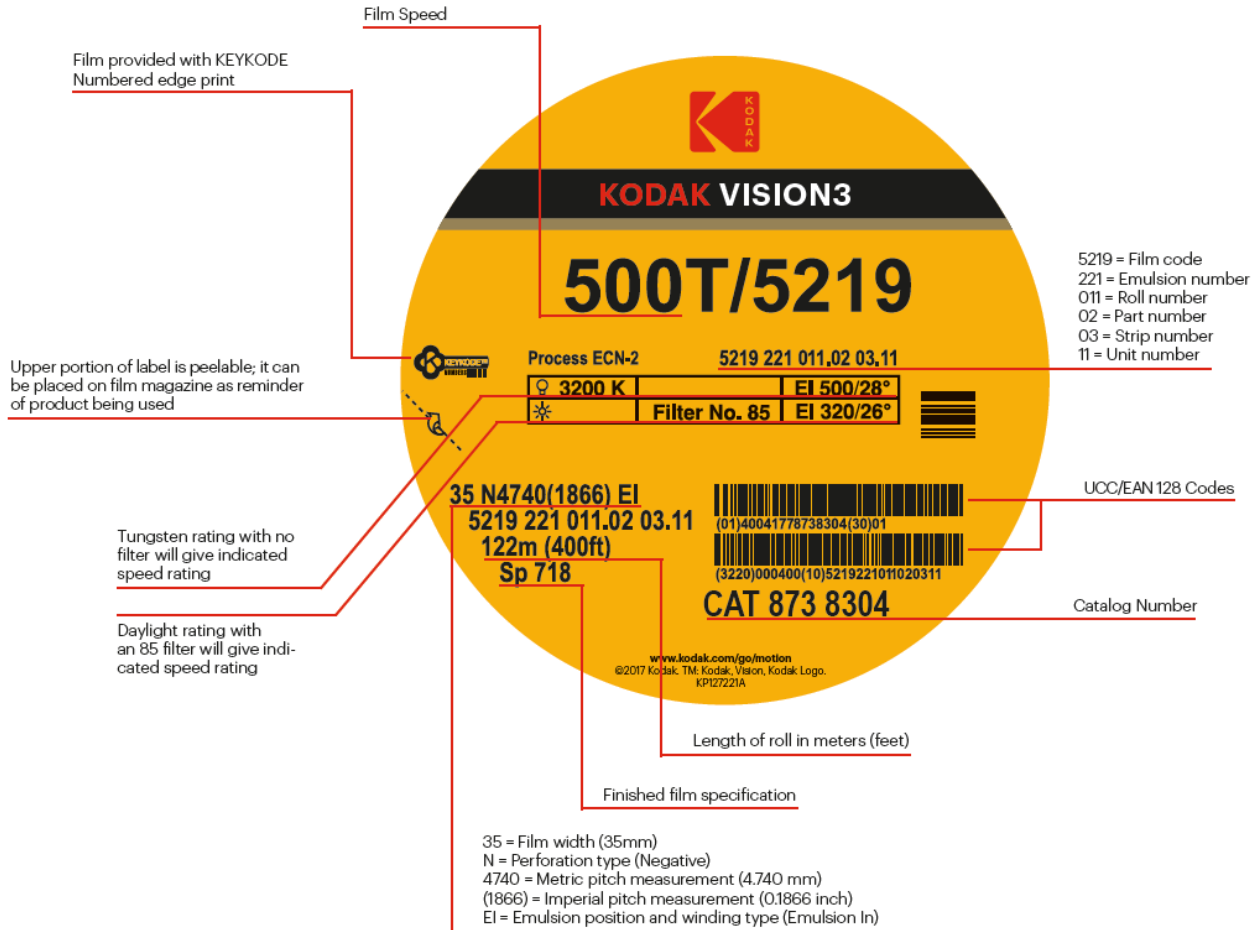 Film Speed
Film provided with KEYKODE
Numbered edge print
KODAK
KODAK VISION3
500T/5219
5219 = Film code
221 = Emulsion number
011 = Roll number
02 = Part number
03 = Strip number
11 = Unit number
KEYKODE
NUMBERS
Process ECN-2
5219 221 011.02 03.11
Upper portion of label is peelable; it can
be placed on film magazine as reminder
of product being used
3200 K
EI 500/28°
Filter No. 85
EI 320/26°
35 N4740(1866) EI
5219 221 011.02 03.11
122m (400ft)
Sp 718
UCC/EAN 128 Codes
(01)40041778738304(30)01
(3220)000400(10)5219221011020311
CAT 873 8304
Catalog Number
Tungsten rating with no
filter will give indicated
speed rating
Daylight rating with
an 85 filter will give indi-
cated speed rating
www.kodak.com/go/motion
©2017 Kodak. TM: Kodak, Vision, Kodak Logo.
KP127221A
Length of roll in meters (feet)
Finished film specification
35 = Film width (35mm)
N = Perforation type (Negative)
4740 = Metric pitch measurement (4.740 mm)
(1866) = Imperial pitch measurement (0.1866 inch)
EI = Emulsion position and winding type (Emulsion In)